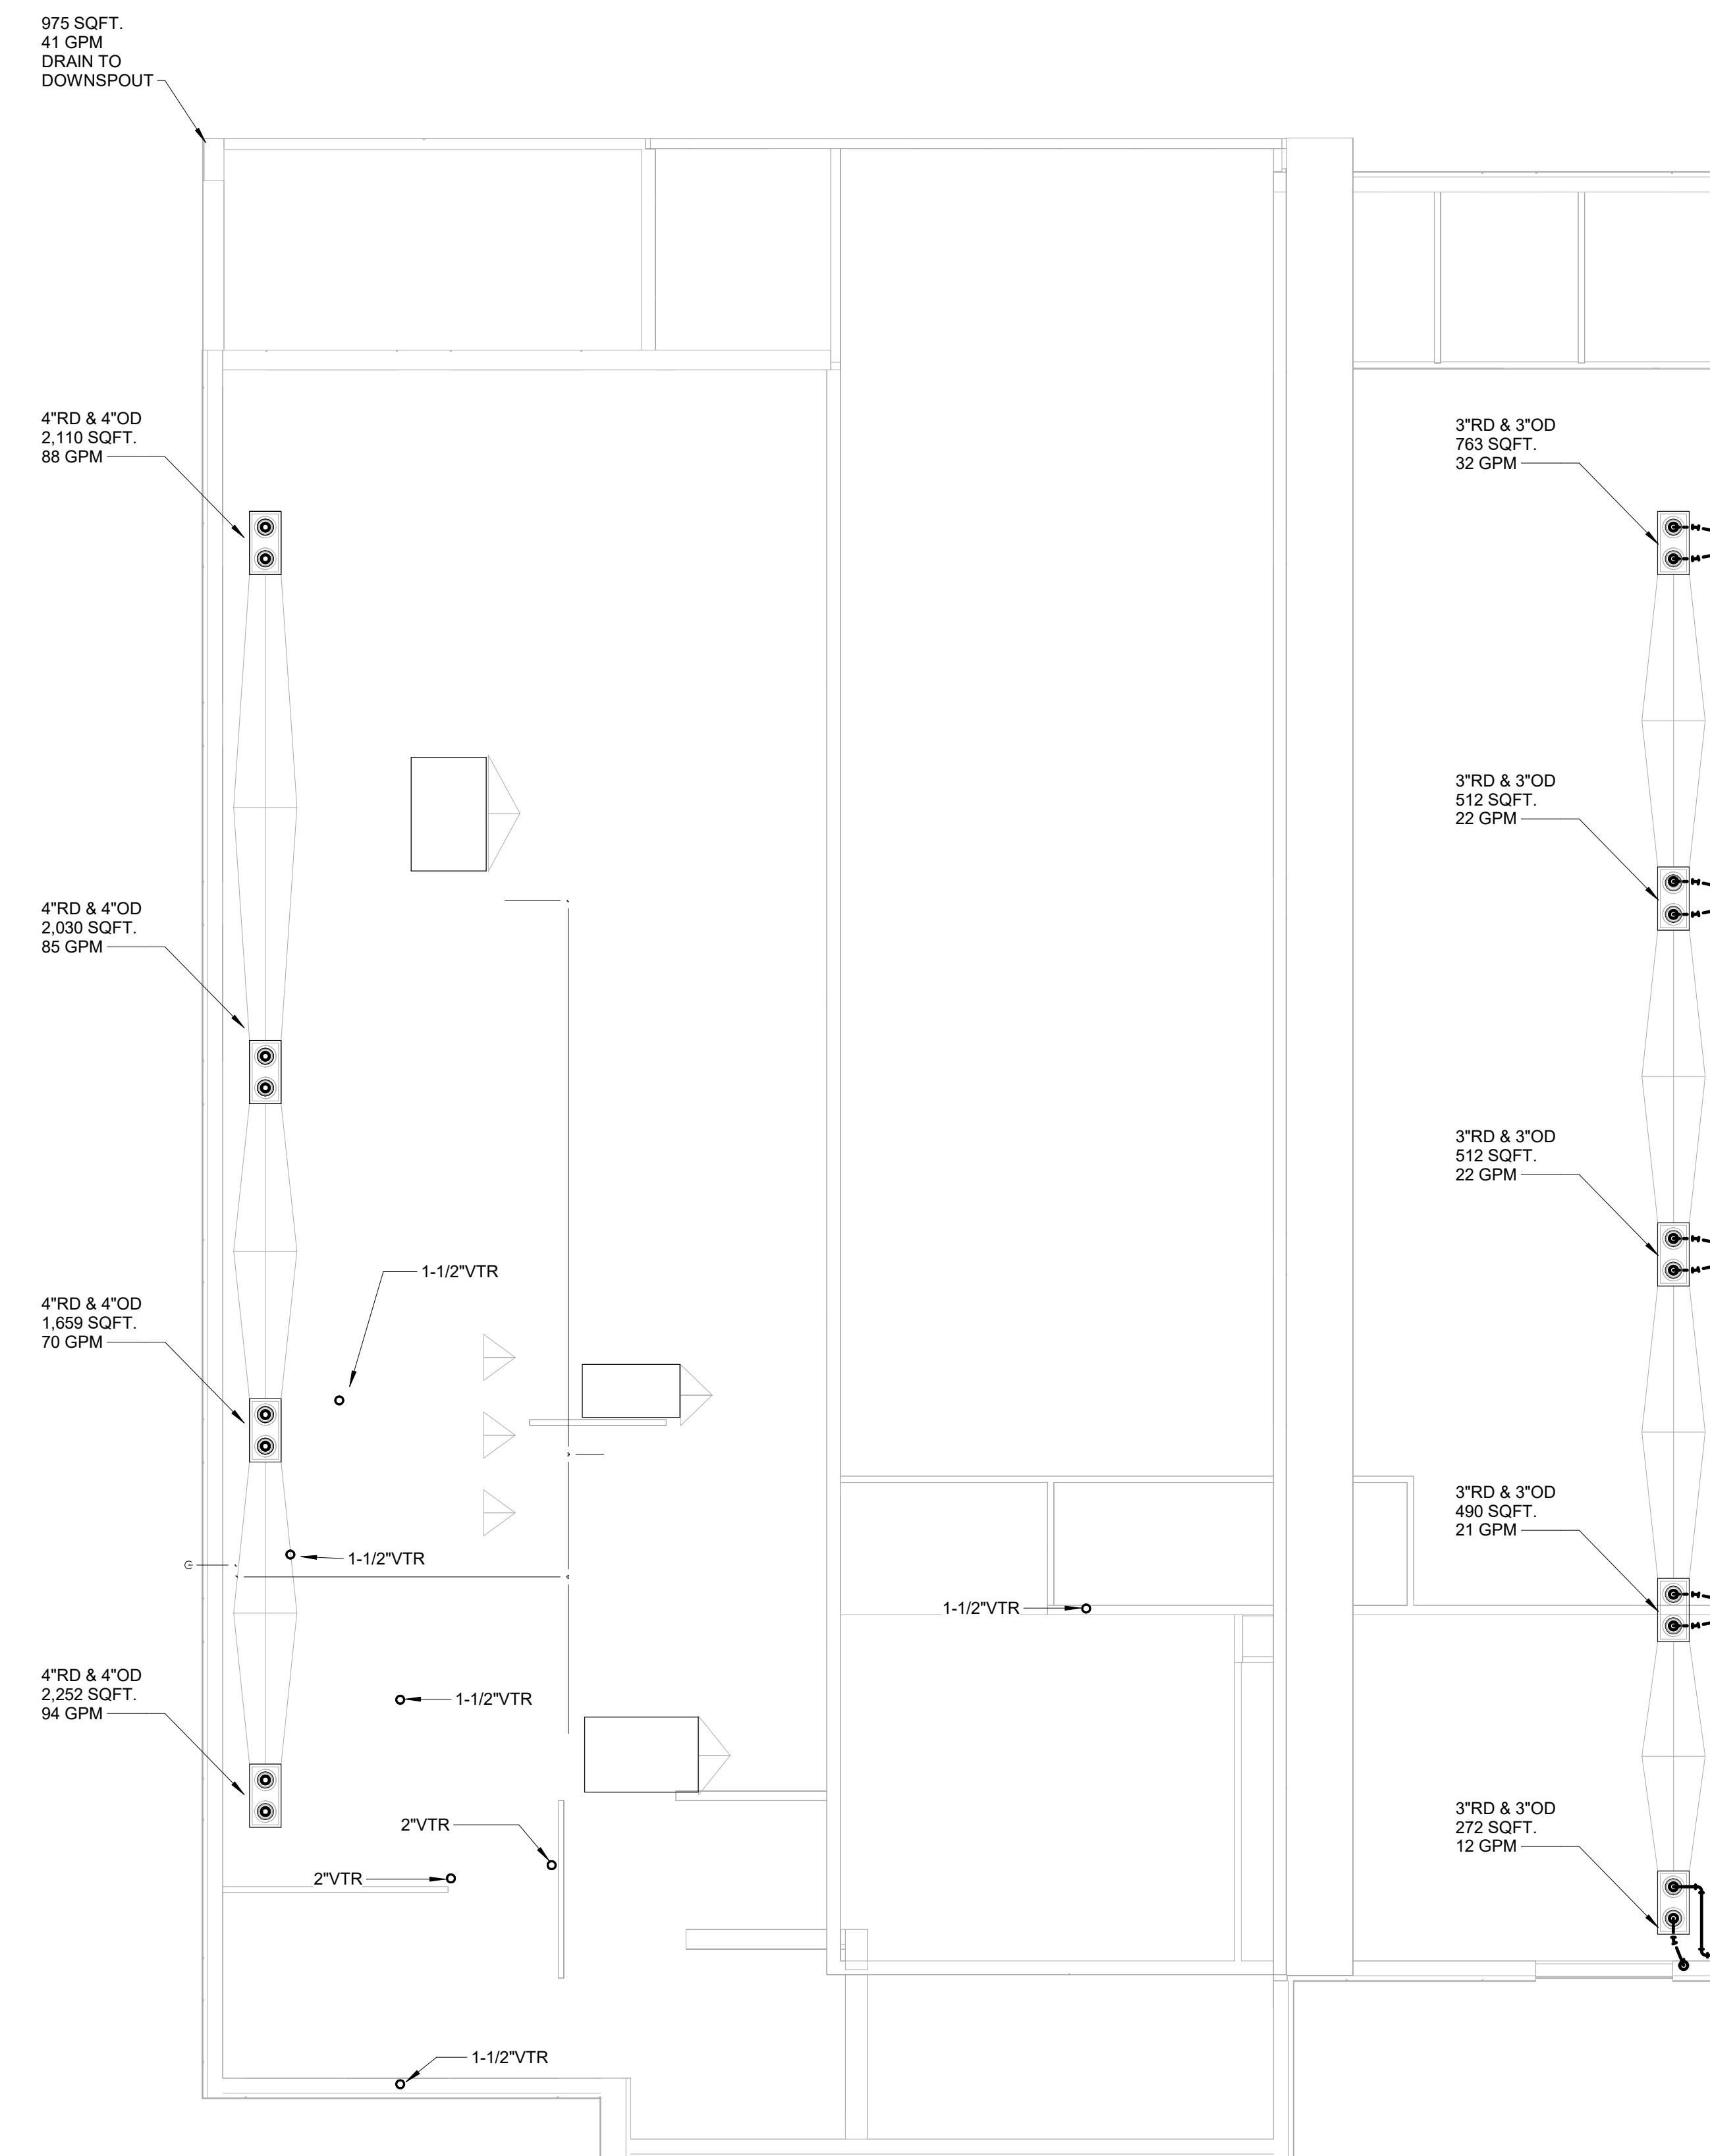 975 SQFT.
41 GPM
DRAIN TO
DOWNSPOUT
4"RD & 4"OD
2,110 SQFT.
88 GPM
3"RD & 3"OD
763 SQFT.
32 GPM
3"RD & 3"OD
512 SQFT.
22 GPM
4"RD & 4"OD
2,030 SQFT.
85 GPM
3"RD & 3"OD
512 SQFT.
22 GPM
1-1/2"VTR
4"RD & 4"OD
1,659 SQFT.
70 GPM
3"RD & 3"OD
490 SQFT.
21 GPM
1-1/2"VTR
G
1-1/2"VTR
4"RD & 4"OD
2,252 SQFT.
94 GPM
1-1/2"VTR
3"RD & 3"OD
272 SQFT.
12 GPM
2"VTR
2"VTR
1-1/2"VTR